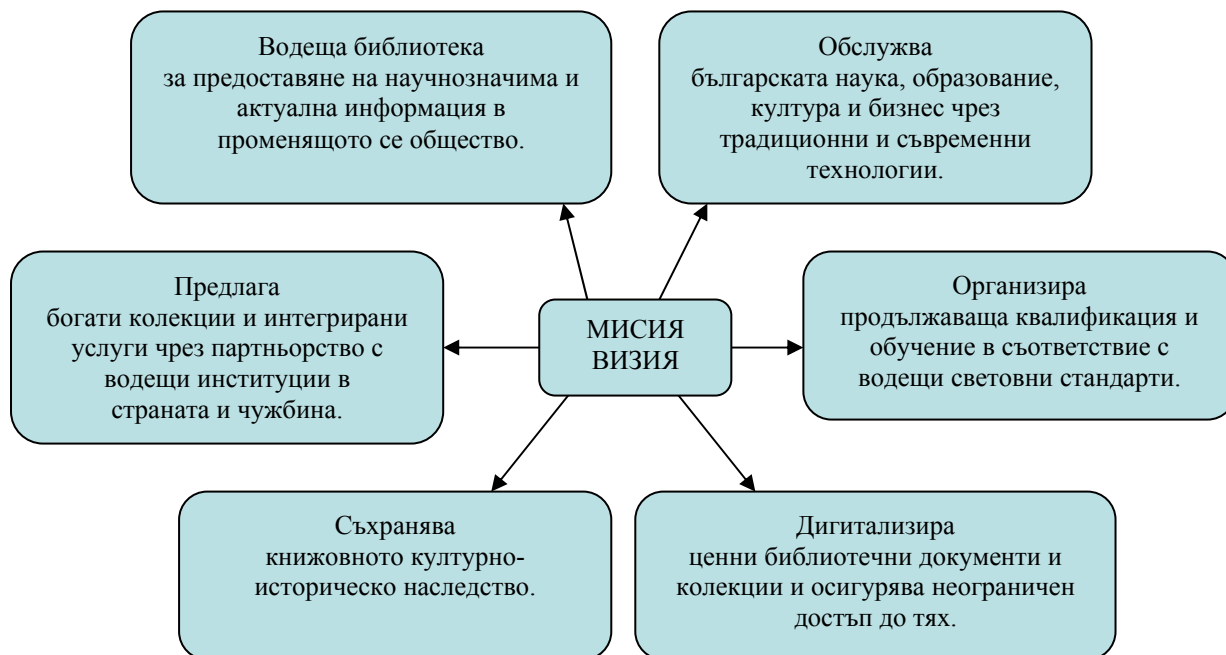 Водеща библиотека
за предоставяне на научнозначима и
актуална информация в
променящото се общество.
Обслужва
българската наука, образование,
култура и бизнес чрез
традиционни и съвременни
технологии.
Предлага
богати колекции и интегрирани
услуги чрез партньорство с
водещи институции в
страната и чужбина.
МИСИЯ
ВИЗИЯ
Организира
продължаваща квалификация и
обучение в съответствие с
водещи световни стандарти.
Съхранява
книжовното културно-
историческо наследство.
Дигитализира
ценни библиотечни документи и
колекции и осигурява неограничен
достъп до тях.